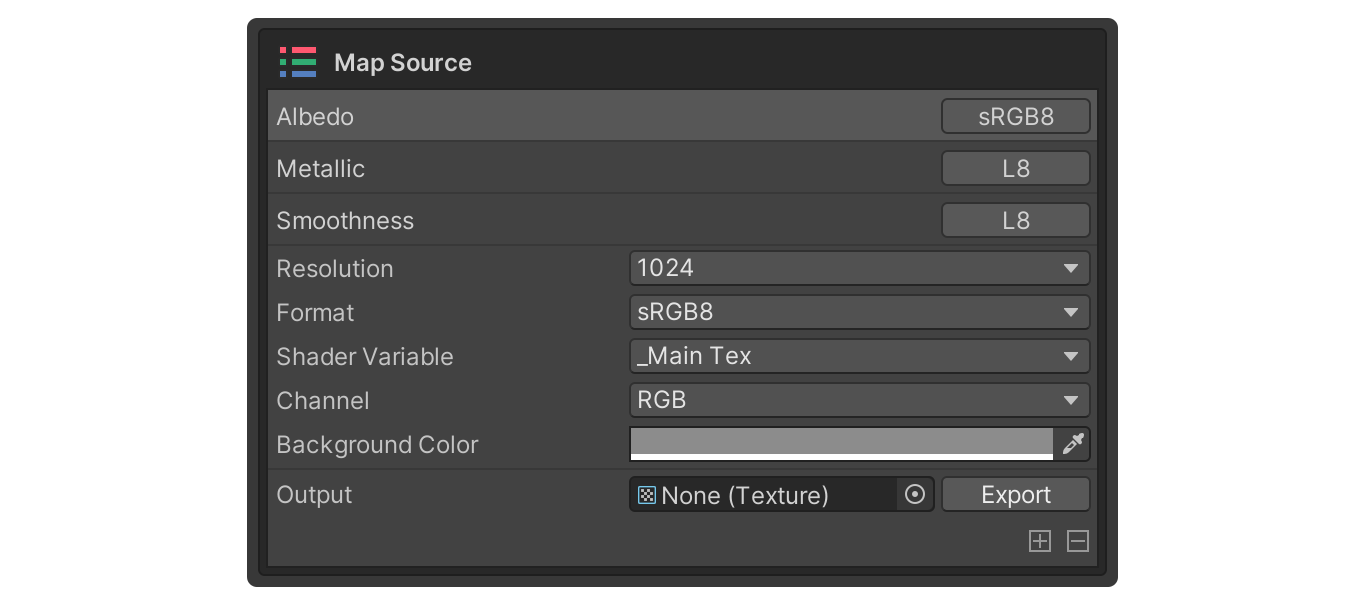 Map Source
Albedo sRGB8
Metallic L8
Smoothness L8
Resolution 1024
Format sRGB8
Shader Variable _Main Tex
Channel RGB
Background Color
Output None (Texture) Export